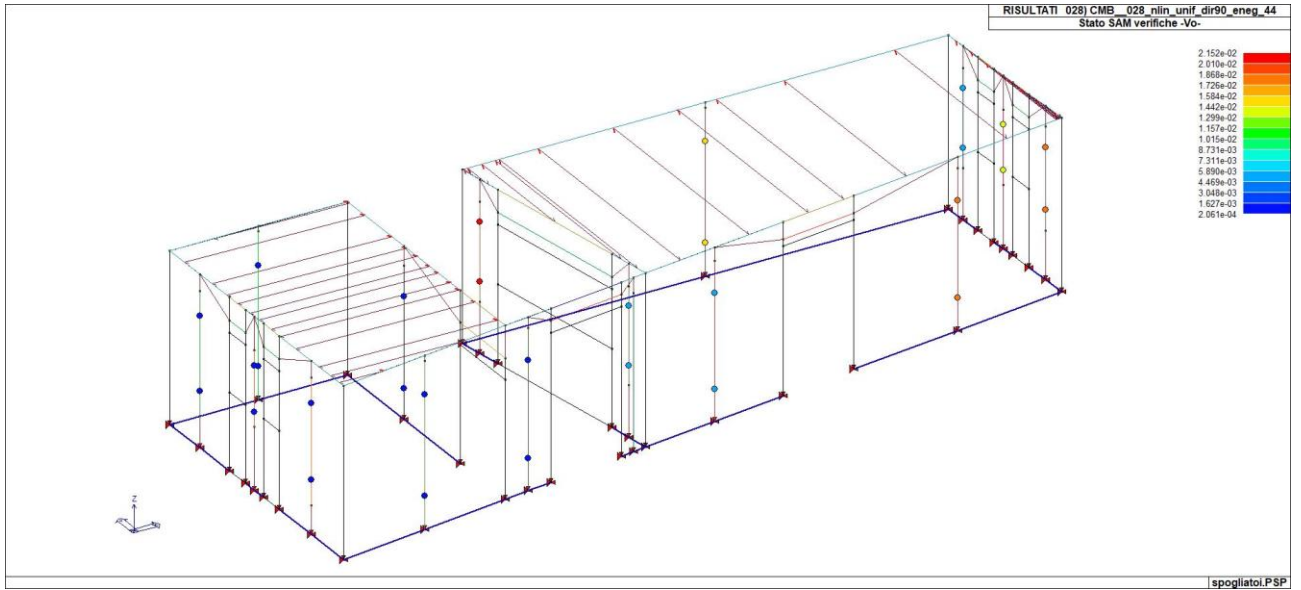 RISULTATI 028) CMB__028_nlin_unif_dir90_eneg_44
Stato SAM verifiche -Vo-
2.152e-02
2.010e-02
1.868e-02
1.726e-02
1.584e-02
1.442e-02
1.299e-02
1.157e-02
1.015e-02
8.731e-03
7.311e-03
5.890e-03
4.469e-03
3.048e-03
1.627e-03
2.061e-04
Z
spogliatoi.PSP